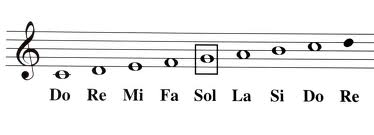 Do Re Mi Fa Sol La Si Do Re